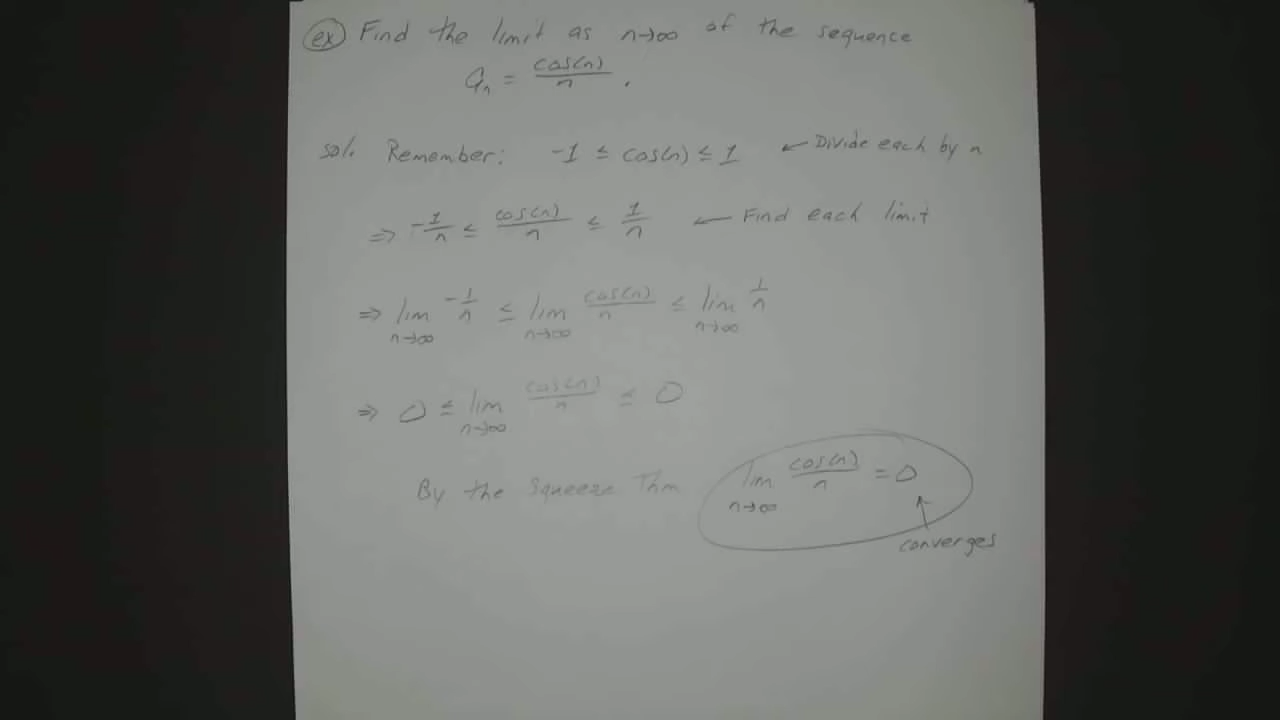 ex Find the limit as n→∞ of the sequence
aₙ = cos(n)/n .
sol. Remember: -1 ≤ cos(n) ≤ 1 ← Divide each by n
⇒ -1/n ≤ cos(n)/n ≤ 1/n ← Find each limit
⇒ lim n→∞ -1/n ≤ lim n→∞ cos(n)/n ≤ lim n→∞ 1/n
⇒ 0 ≤ lim n→∞ cos(n)/n ≤ 0
By the Squeeze Thm lim n→∞ cos(n)/n = 0
converges